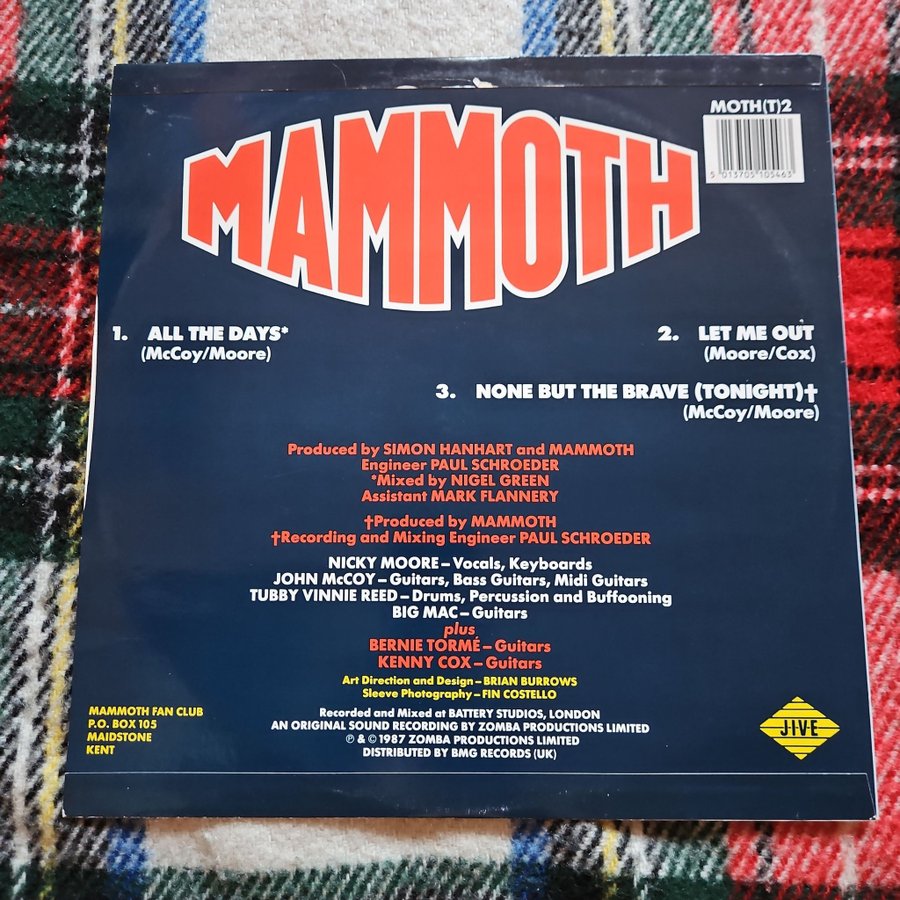 MOTH(T)2
5 013705 105463
MAMMOTH
1. ALL THE DAYS*
(McCoy/Moore)
2. LET ME OUT
(Moore/Cox)
3. NONE BUT THE BRAVE (TONIGHT)†
(McCoy/Moore)
Produced by SIMON HANHART and MAMMOTH
Engineer PAUL SCHROEDER
*Mixed by NIGEL GREEN
Assistant MARK FLANNERY
†Produced by MAMMOTH
†Recording and Mixing Engineer PAUL SCHROEDER
NICKY MOORE – Vocals, Keyboards
JOHN McCOY – Guitars, Bass Guitars, Midi Guitars
TUBBY VINNIE REED – Drums, Percussion and Buffooning
BIG MAC – Guitars
plus
BERNIE TORMÉ – Guitars
KENNY COX – Guitars
Art Direction and Design – BRIAN BURROWS
Sleeve Photography – FIN COSTELLO
MAMMOTH FAN CLUB
P.O. BOX 105
MAIDSTONE
KENT
Recorded and Mixed at BATTERY STUDIOS, LONDON
AN ORIGINAL SOUND RECORDING BY ZOMBA PRODUCTIONS LIMITED
℗ & © 1987 ZOMBA PRODUCTIONS LIMITED
DISTRIBUTED BY BMG RECORDS (UK)
JIVE